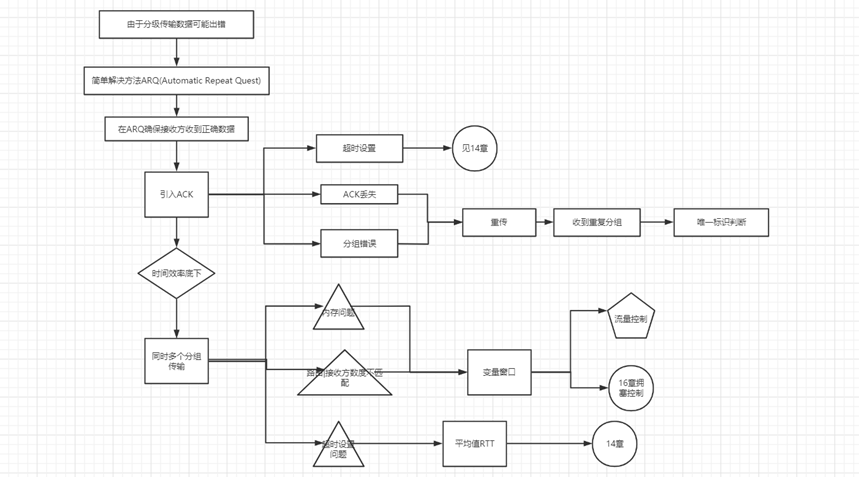 由于分级传输数据可能出错
简单解决方法ARQ(Automatic Repeat Quest)
在ARQ确保接收方收到正确数据
超时设置
见14章
引入ACK
ACK丢失
重传
收到重复分组
唯一标识判断
分组错误
时间效率底下
内存问题
流量控制
同时多个分组
传输
路由|接收方数度不匹
配
变量窗口
16章拥
塞控制
超时设置
问题
平均值RTT
14章